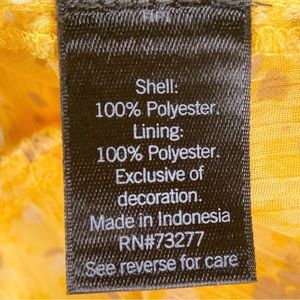 Shell:
100% Polyester.
Lining:
100% Polyester.
Exclusive of
decoration.
Made in Indonesia
RN#73277
See reverse for care